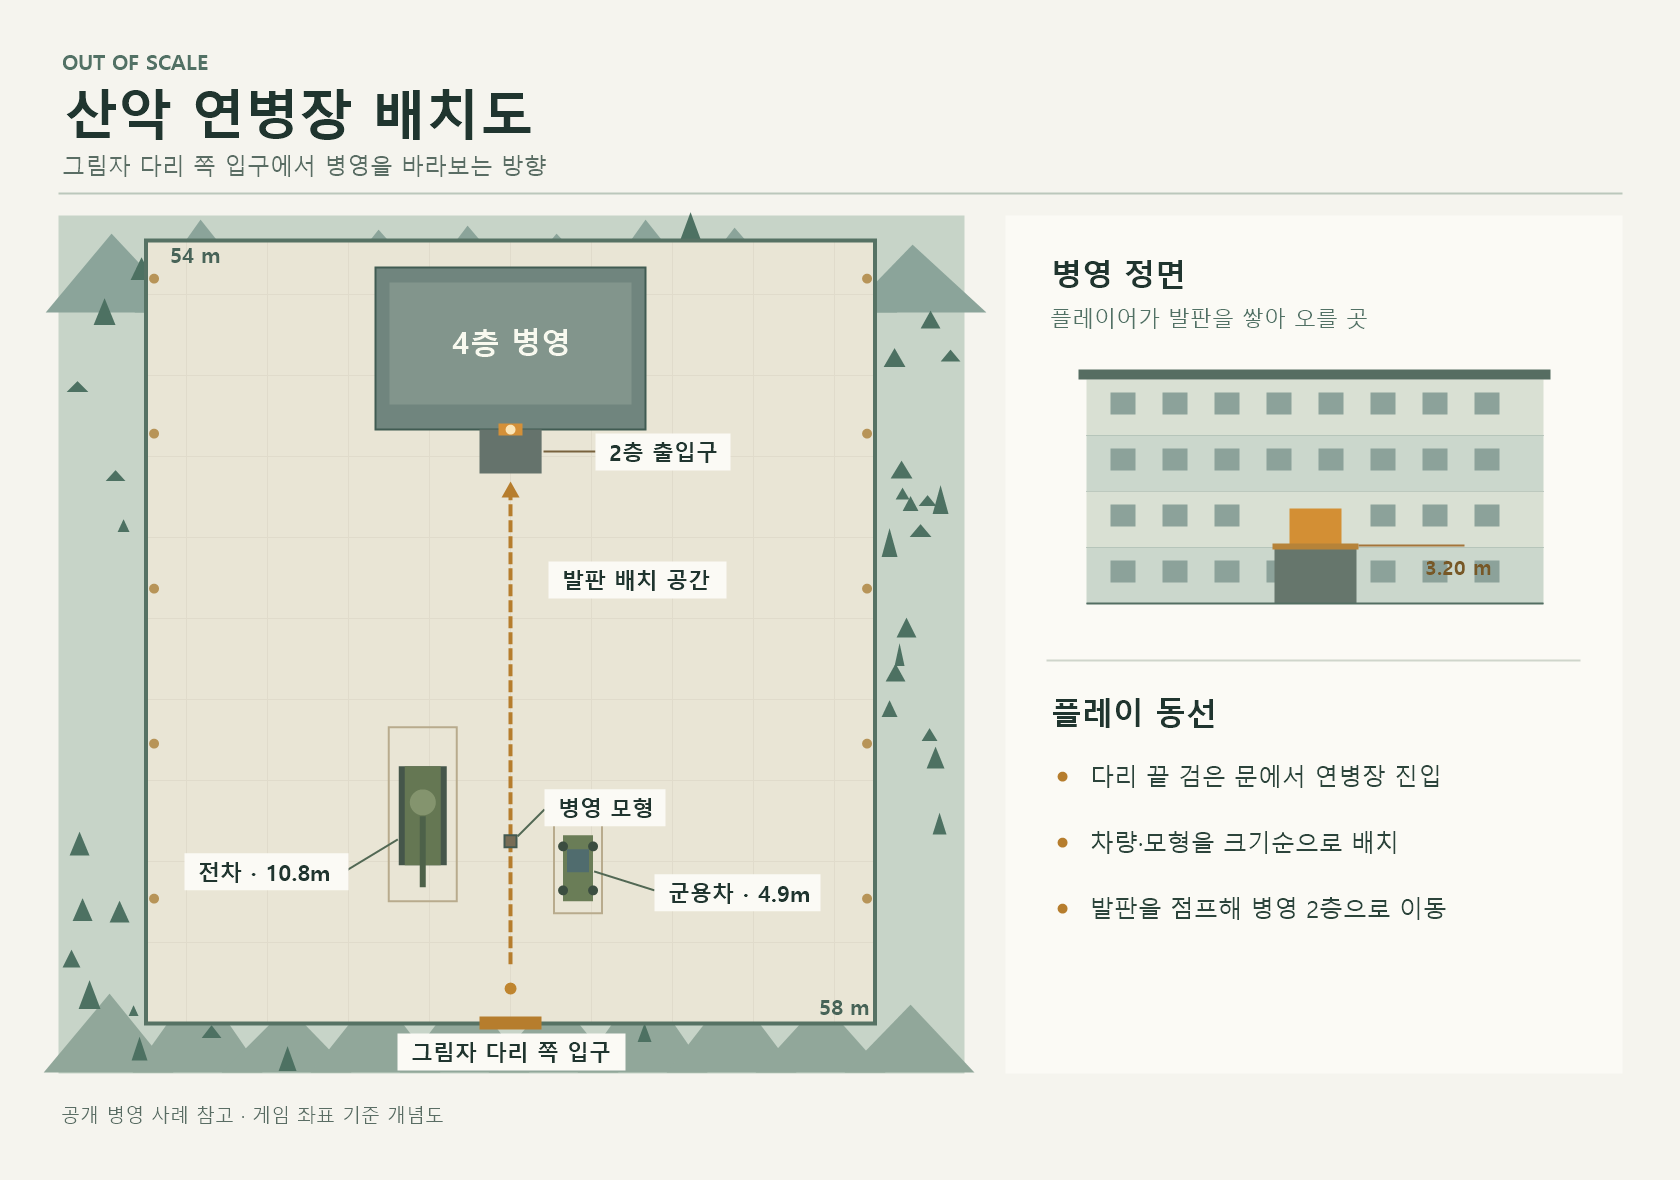 OUT OF SCALE
산악 연병장 배치도
그림자 다리 쪽 입구에서 병영을 바라보는 방향
54 m
4층 병영
2층 출입구
발판 배치 공간
병영 모형
전차 · 10.8m
군용차 · 4.9m
58 m
그림자 다리 쪽 입구
병영 정면
플레이어가 발판을 쌓아 오를 곳
3.20 m
플레이 동선
다리 끝 검은 문에서 연병장 진입
차량·모형을 크기순으로 배치
발판을 점프해 병영 2층으로 이동
공개 병영 사례 참고 · 게임 좌표 기준 개념도